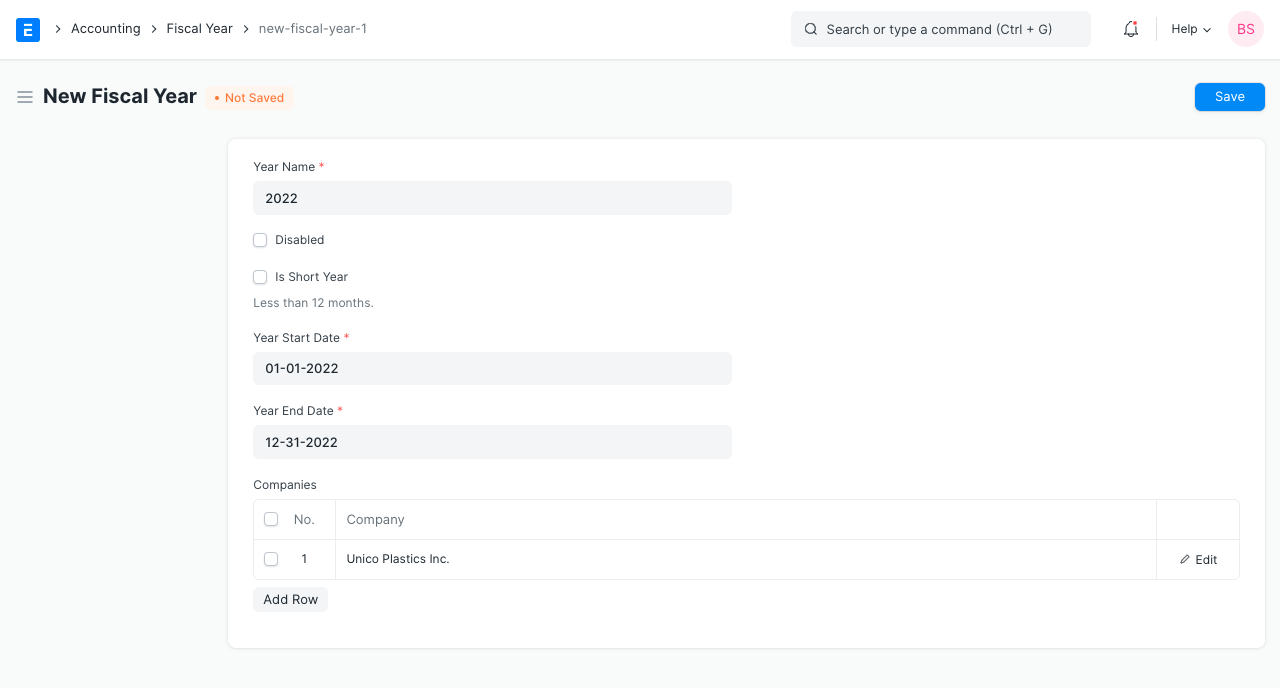 E
Accounting
Fiscal Year
new-fiscal-year-1
Search or type a command (Ctrl + G)
Help
BS
New Fiscal Year
Not Saved
Save
Year Name *
2022
Disabled
Is Short Year
Less than 12 months.
Year Start Date *
01-01-2022
Year End Date *
12-31-2022
Companies
No. Company
1 Unico Plastics Inc. Edit
Add Row